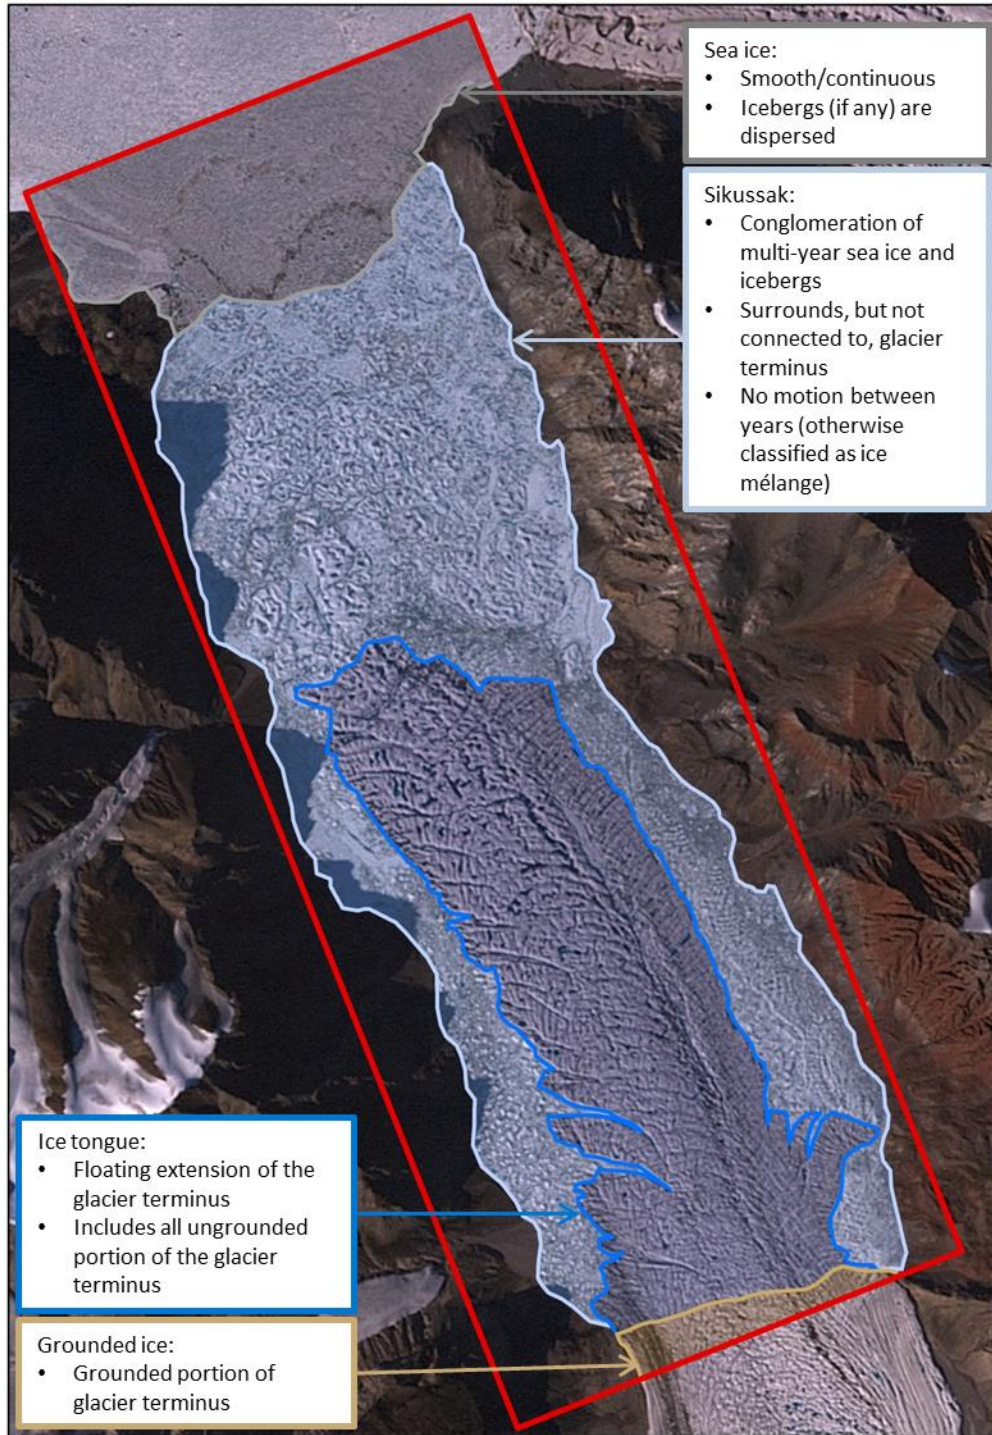 Sea ice:
• Smooth/continuous
• Icebergs (if any) are
dispersed
Sikussak:
• Conglomeration of
multi-year sea ice and
icebergs
• Surrounds, but not
connected to, glacier
terminus
• No motion between
years (otherwise
classified as ice
mélange)
Ice tongue:
• Floating extension of the
glacier terminus
• Includes all ungrounded
portion of the glacier
terminus
Grounded ice:
• Grounded portion of
glacier terminus